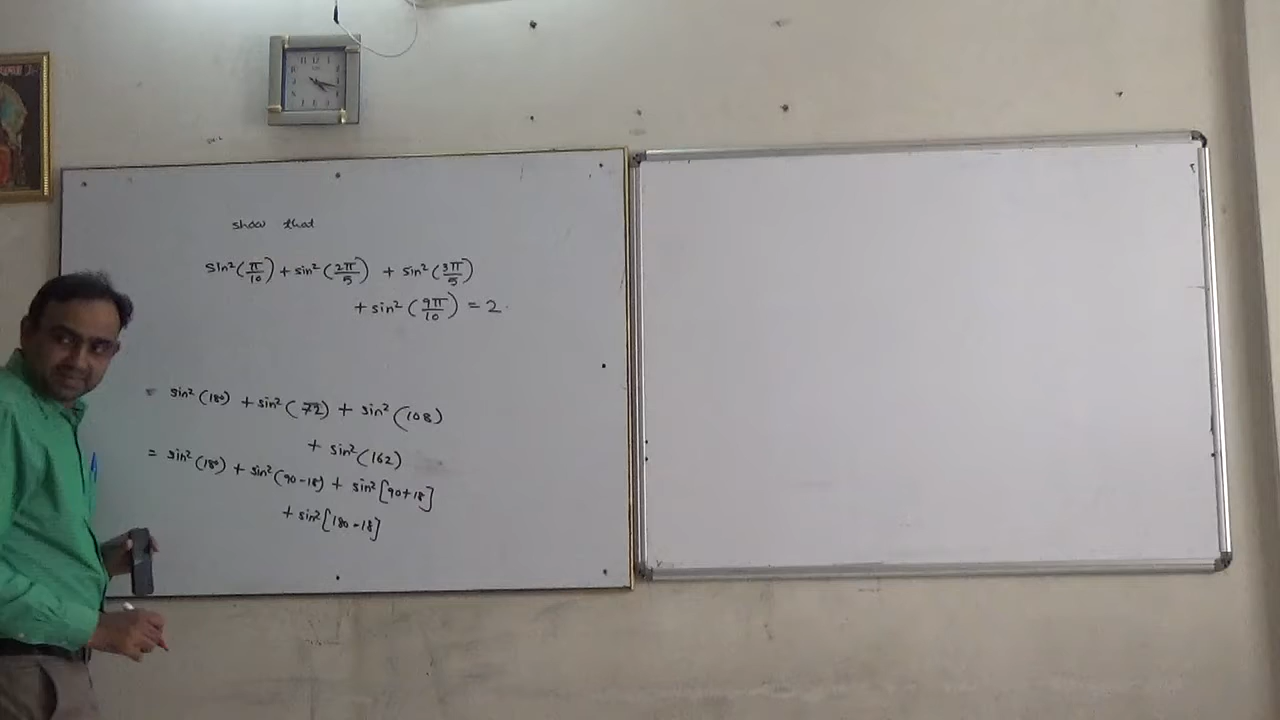 show that
sin²(π/10) + sin²(2π/5) + sin²(3π/5)
+ sin²(9π/10) = 2
= sin²(18°) + sin²(72) + sin²(108)
+ sin²(162)
= sin²(18°) + sin²(90-18) + sin²[90+18]
+ sin²[180-18]